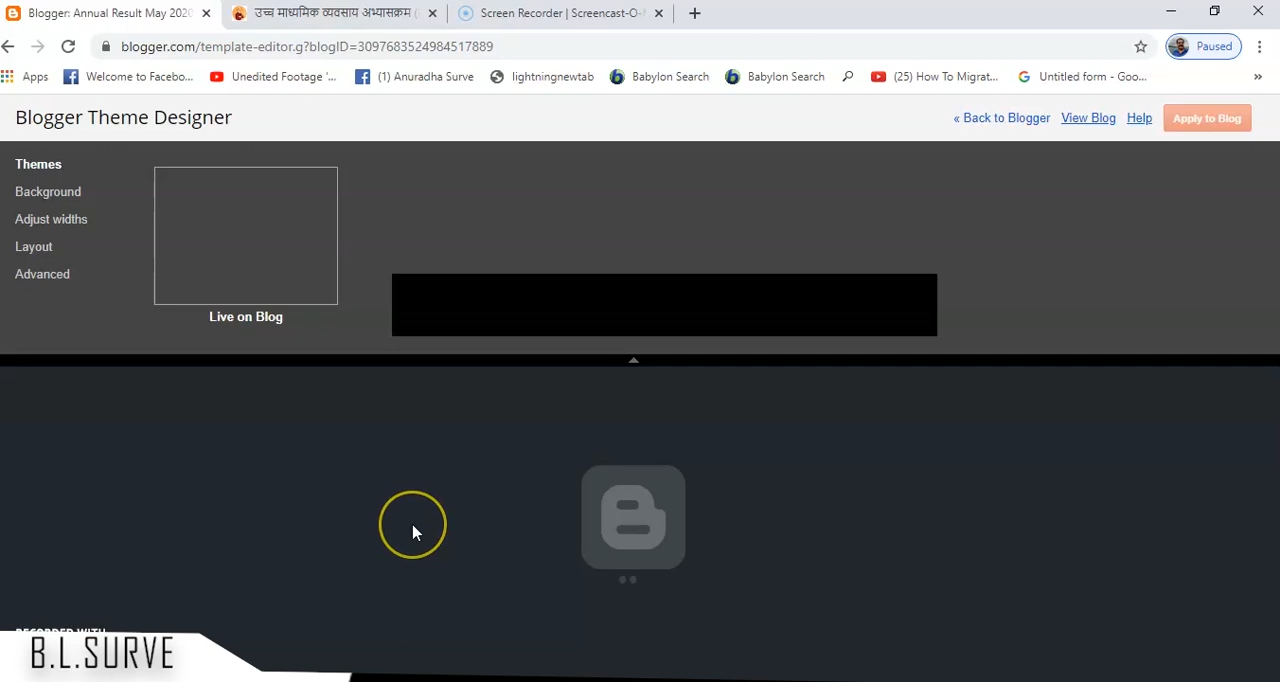 Blogger: Annual Result May 2020
उच्च माध्यमिक व्यवसाय अभ्यासक्रम (
Screen Recorder | Screencast-O-
blogger.com/template-editor.g?blogID=3097683524984517889
Paused
Apps
Welcome to Facebo...
Unedited Footage '...
(1) Anuradha Surve
lightningnewtab
Babylon Search
Babylon Search
(25) How To Migrat...
Untitled form - Goo...
»
Blogger Theme Designer
« Back to Blogger
View Blog
Help
Apply to Blog
Themes
Background
Adjust widths
Layout
Advanced
Live on Blog
RECORDED WITH
B.L.SURVE